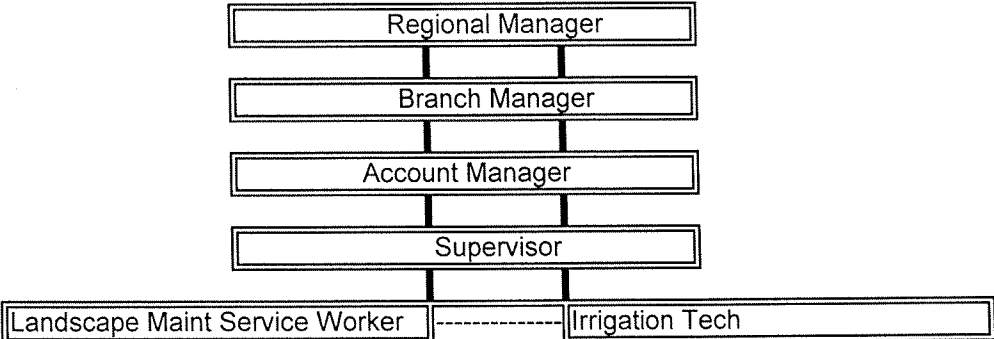 Regional Manager
Branch Manager
Account Manager
Supervisor
Landscape Maint Service Worker ------------- Irrigation Tech